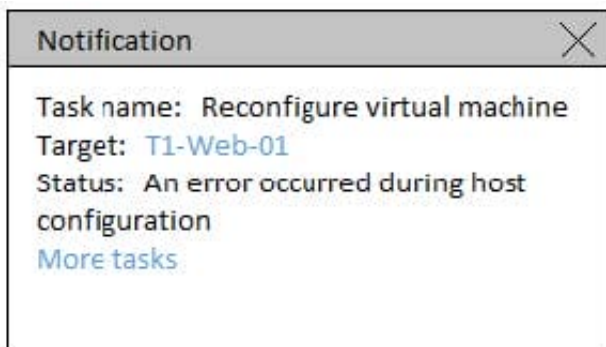 Notification
Task name: Reconfigure virtual machine
Target: T1-Web-01
Status: An error occurred during host
configuration
More tasks